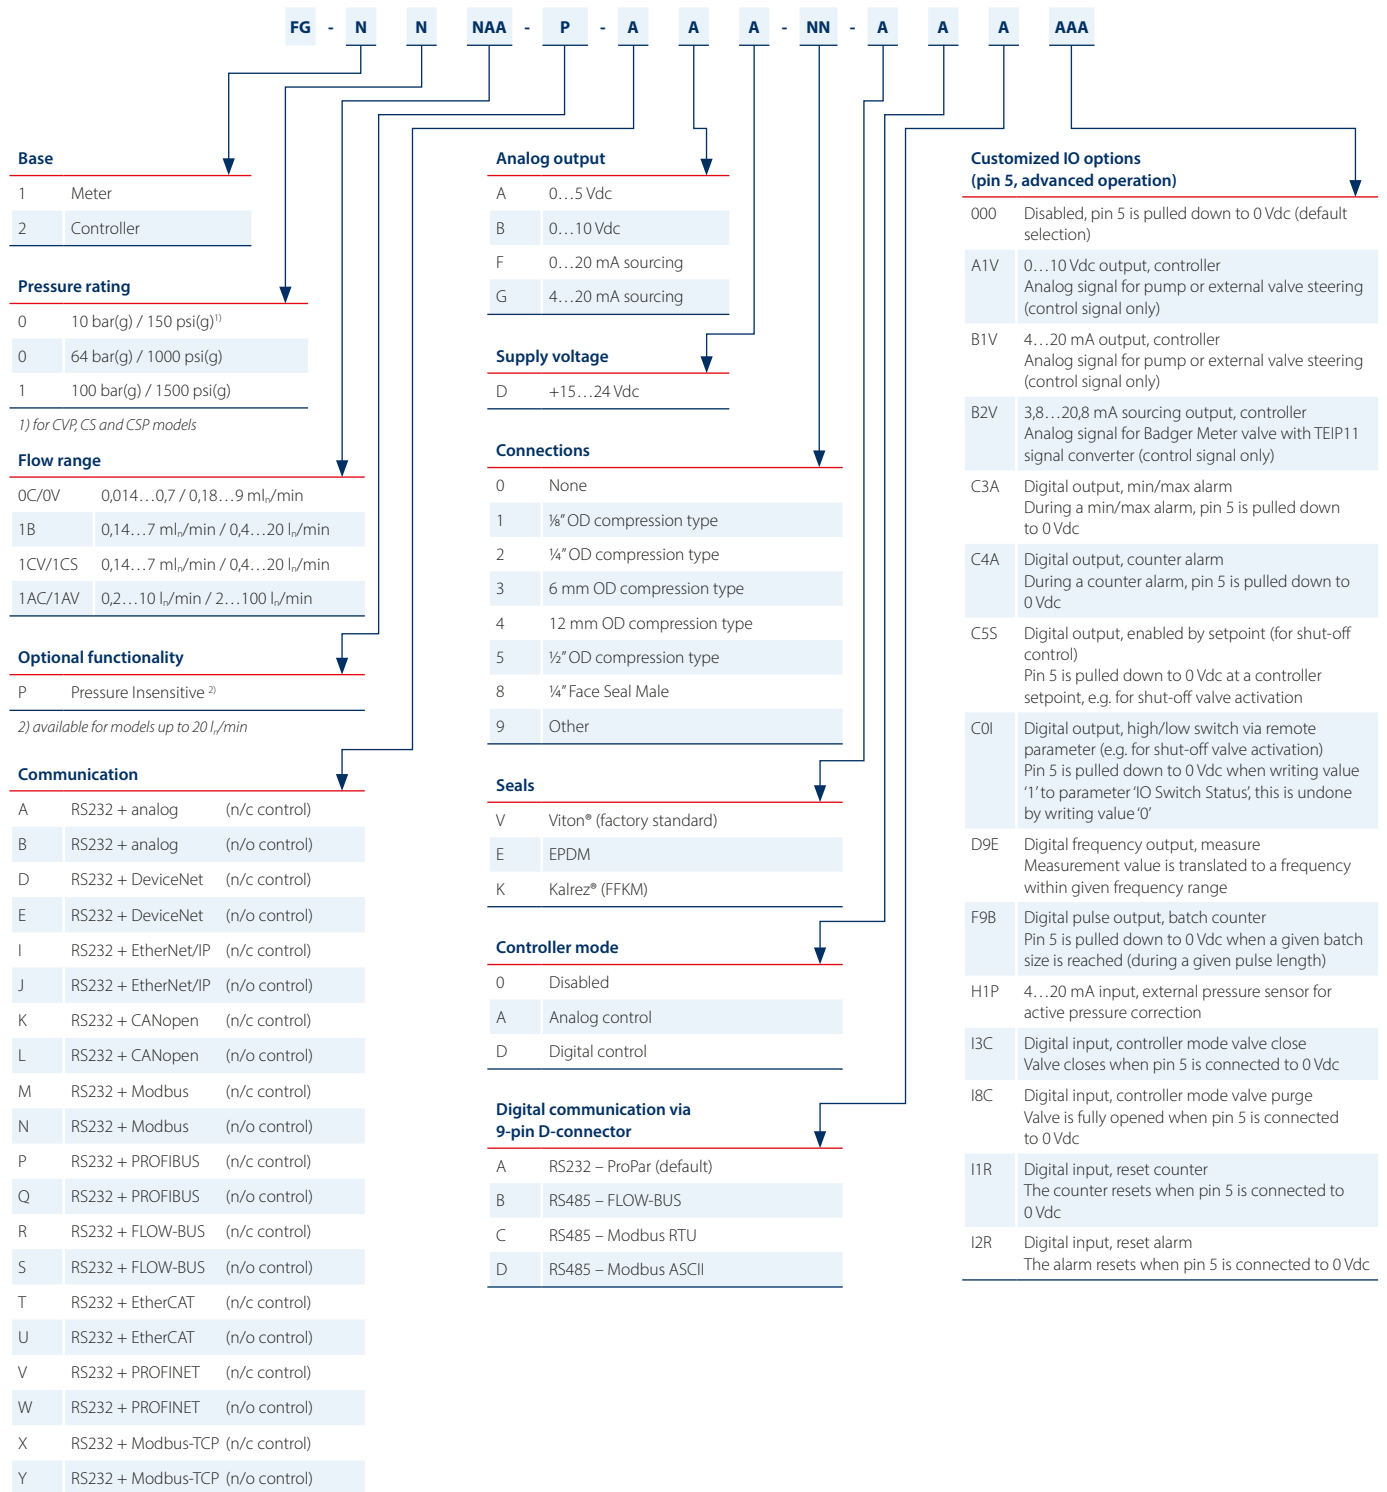 FG - N N NAA - P - A A A - NN - A A A AAA
Base
1 Meter
2 Controller
Pressure rating
0 10 bar(g) / 150 psi(g)1)
0 64 bar(g) / 1000 psi(g)
1 100 bar(g) / 1500 psi(g)
1) for CVP, CS and CSP models
Flow range
0C/0V 0,014…0,7 / 0,18…9 mln/min
1B 0,14…7 mln/min / 0,4…20 ln/min
1CV/1CS 0,14…7 mln/min / 0,4…20 ln/min
1AC/1AV 0,2…10 ln/min / 2…100 ln/min
Optional functionality
P Pressure Insensitive 2)
2) available for models up to 20 ln/min
Communication
A RS232 + analog (n/c control)
B RS232 + analog (n/o control)
D RS232 + DeviceNet (n/c control)
E RS232 + DeviceNet (n/o control)
I RS232 + EtherNet/IP (n/c control)
J RS232 + EtherNet/IP (n/o control)
K RS232 + CANopen (n/c control)
L RS232 + CANopen (n/o control)
M RS232 + Modbus (n/c control)
N RS232 + Modbus (n/o control)
P RS232 + PROFIBUS (n/c control)
Q RS232 + PROFIBUS (n/o control)
R RS232 + FLOW-BUS (n/c control)
S RS232 + FLOW-BUS (n/o control)
T RS232 + EtherCAT (n/c control)
U RS232 + EtherCAT (n/o control)
V RS232 + PROFINET (n/c control)
W RS232 + PROFINET (n/o control)
X RS232 + Modbus-TCP (n/c control)
Y RS232 + Modbus-TCP (n/o control)
Analog output
A 0…5 Vdc
B 0…10 Vdc
F 0…20 mA sourcing
G 4…20 mA sourcing
Supply voltage
D +15…24 Vdc
Connections
0 None
1 ⅛” OD compression type
2 ¼” OD compression type
3 6 mm OD compression type
4 12 mm OD compression type
5 ½” OD compression type
8 ¼” Face Seal Male
9 Other
Seals
V Viton® (factory standard)
E EPDM
K Kalrez® (FFKM)
Controller mode
0 Disabled
A Analog control
D Digital control
Digital communication via
9-pin D-connector
A RS232 – ProPar (default)
B RS485 – FLOW-BUS
C RS485 – Modbus RTU
D RS485 – Modbus ASCII
Customized IO options
(pin 5, advanced operation)
000 Disabled, pin 5 is pulled down to 0 Vdc (default
selection)
A1V 0…10 Vdc output, controller
Analog signal for pump or external valve steering
(control signal only)
B1V 4…20 mA output, controller
Analog signal for pump or external valve steering
(control signal only)
B2V 3,8…20,8 mA sourcing output, controller
Analog signal for Badger Meter valve with TEIP11
signal converter (control signal only)
C3A Digital output, min/max alarm
During a min/max alarm, pin 5 is pulled down
to 0 Vdc
C4A Digital output, counter alarm
During a counter alarm, pin 5 is pulled down to
0 Vdc
C5S Digital output, enabled by setpoint (for shut-off
control)
Pin 5 is pulled down to 0 Vdc at a controller
setpoint, e.g. for shut-off valve activation
C0I Digital output, high/low switch via remote
parameter (e.g. for shut-off valve activation)
Pin 5 is pulled down to 0 Vdc when writing value
‘1’ to parameter ‘IO Switch Status’, this is undone
by writing value ‘0’
D9E Digital frequency output, measure
Measurement value is translated to a frequency
within given frequency range
F9B Digital pulse output, batch counter
Pin 5 is pulled down to 0 Vdc when a given batch
size is reached (during a given pulse length)
H1P 4…20 mA input, external pressure sensor for
active pressure correction
I3C Digital input, controller mode valve close
Valve closes when pin 5 is connected to 0 Vdc
I8C Digital input, controller mode valve purge
Valve is fully opened when pin 5 is connected
to 0 Vdc
I1R Digital input, reset counter
The counter resets when pin 5 is connected to
0 Vdc
I2R Digital input, reset alarm
The alarm resets when pin 5 is connected to 0 Vdc